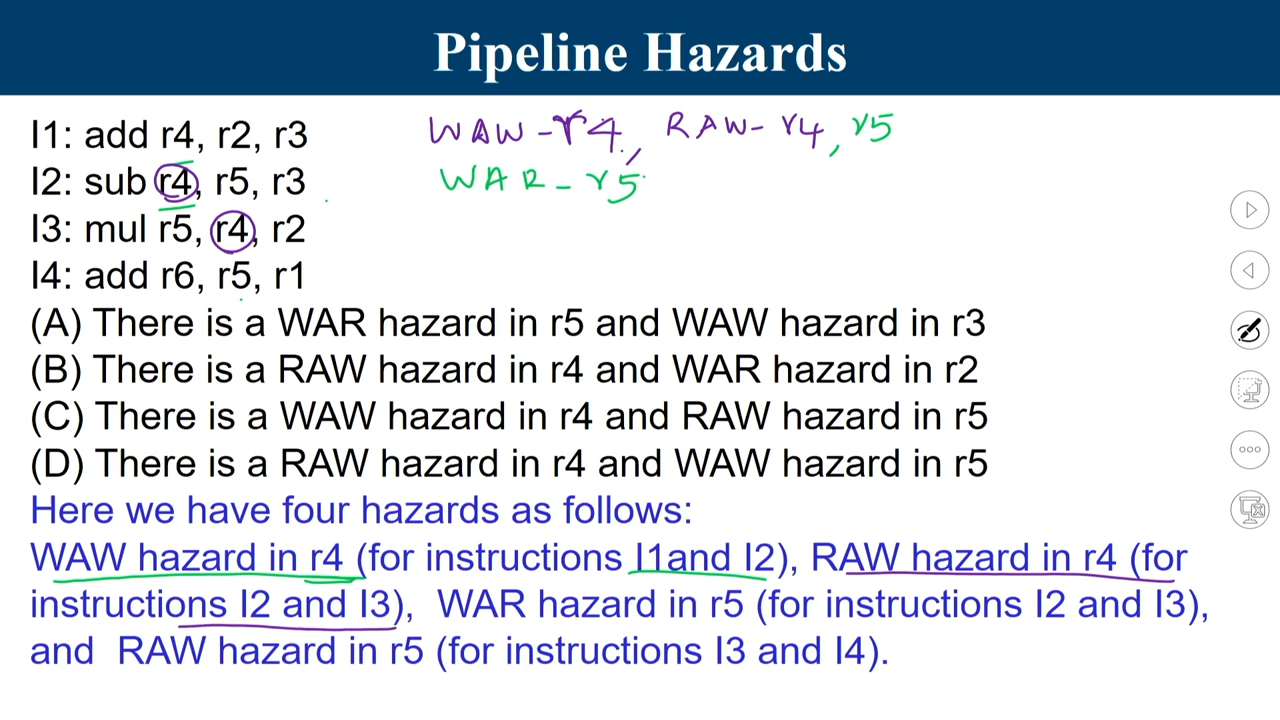 Pipeline Hazards
I1: add r4, r2, r3
WAW - r4, RAW - r4, r5
I2: sub r4, r5, r3
WAR - r5
I3: mul r5, r4, r2
I4: add r6, r5, r1
(A) There is a WAR hazard in r5 and WAW hazard in r3
(B) There is a RAW hazard in r4 and WAR hazard in r2
(C) There is a WAW hazard in r4 and RAW hazard in r5
(D) There is a RAW hazard in r4 and WAW hazard in r5
Here we have four hazards as follows:
WAW hazard in r4 (for instructions I1and I2), RAW hazard in r4 (for
instructions I2 and I3), WAR hazard in r5 (for instructions I2 and I3),
and RAW hazard in r5 (for instructions I3 and I4).